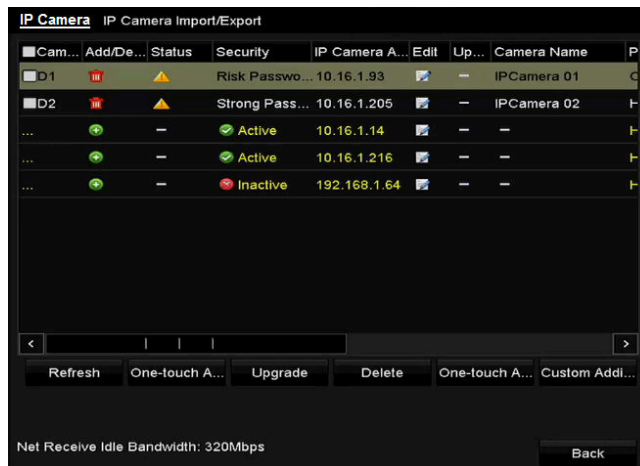 IP Camera IP Camera Import/Export
Cam... Add/De... Status Security IP Camera A... Edit Up... Camera Name P
D1 Risk Passwo... 10.16.1.93 – IPCamera 01
D2 Strong Pass... 10.16.1.205 – IPCamera 02
... – Active 10.16.1.14 – –
... – Active 10.16.1.216 – –
... – Inactive 192.168.1.64 – –
Refresh One-touch A... Upgrade Delete One-touch A... Custom Addi...
Net Receive Idle Bandwidth: 320Mbps
Back